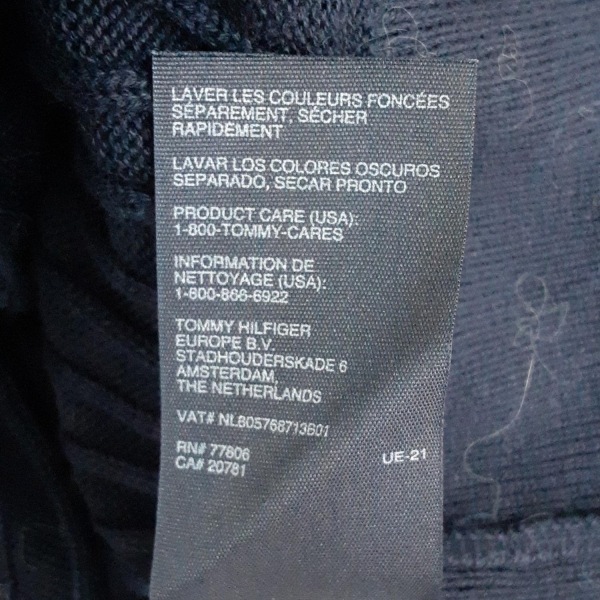 LAVER LES COULEURS FONCÉES
SÉPAREMENT, SÉCHER
RAPIDEMENT
LAVAR LOS COLORES OSCUROS
SEPARADO, SECAR PRONTO
PRODUCT CARE (USA):
1-800-TOMMY-CARES
INFORMATION DE
NETTOYAGE (USA):
1-800-866-6922
TOMMY HILFIGER
EUROPE B.V.
STADHOUDERSKADE 6
AMSTERDAM,
THE NETHERLANDS
VAT# NL805768713B01
RN# 77806
CA# 20781
UE-21